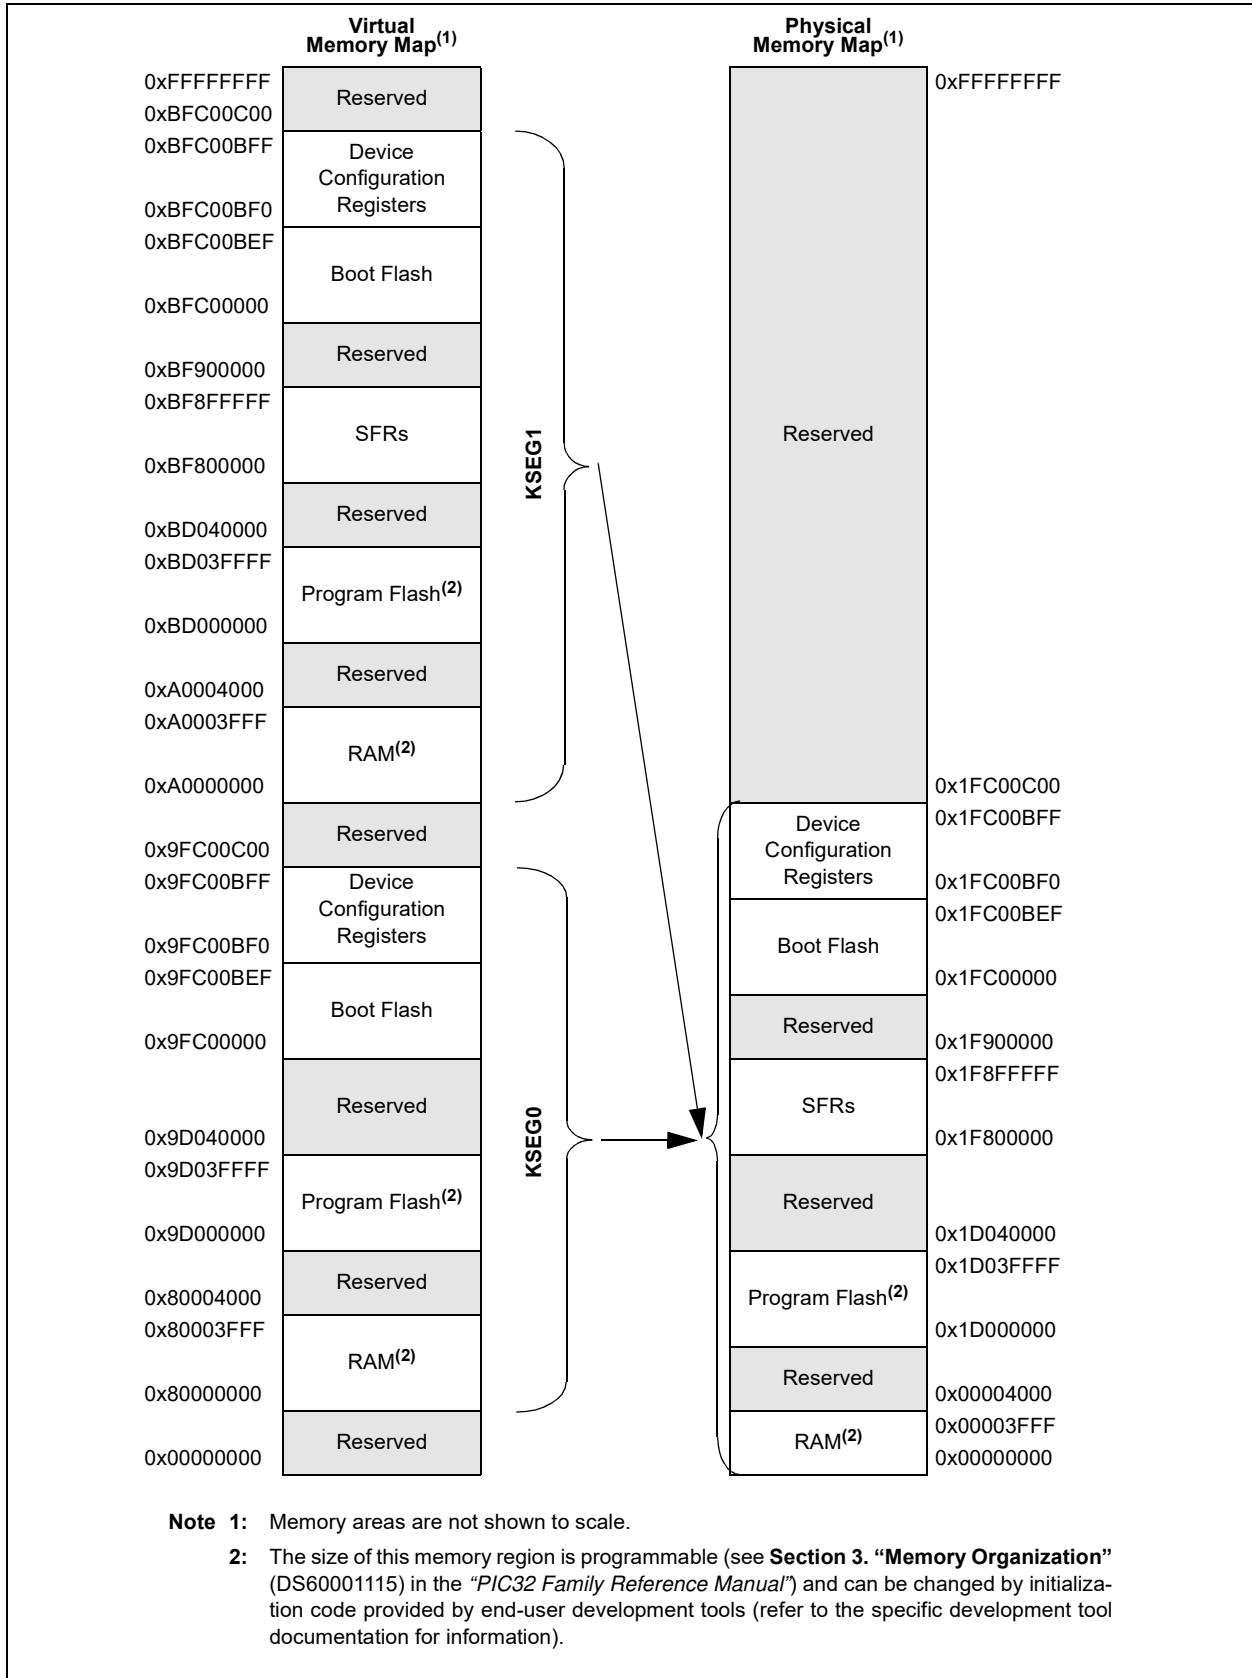 Virtual
Memory Map(1)
0xFFFFFFFF
Reserved
0xBFC00C00
0xBFC00BFF
Device
Configuration
Registers
0xBFC00BF0
0xBFC00BEF
Boot Flash
0xBFC00000
Reserved
0xBF900000
0xBF8FFFFF
SFRs
0xBF800000
Reserved
0xBD040000
0xBD03FFFF
Program Flash(2)
0xBD000000
Reserved
0xA0004000
0xA0003FFF
RAM(2)
0xA0000000
Reserved
0x9FC00C00
0x9FC00BFF
Device
Configuration
Registers
0x9FC00BF0
0x9FC00BEF
Boot Flash
0x9FC00000
Reserved
0x9D040000
0x9D03FFFF
Program Flash(2)
0x9D000000
Reserved
0x80004000
0x80003FFF
RAM(2)
0x80000000
Reserved
0x00000000
KSEG1
KSEG0
Physical
Memory Map(1)
0xFFFFFFFF
Reserved
0x1FC00C00
0x1FC00BFF
Device
Configuration
Registers
0x1FC00BF0
0x1FC00BEF
Boot Flash
0x1FC00000
Reserved
0x1F900000
0x1F8FFFFF
SFRs
0x1F800000
Reserved
0x1D040000
0x1D03FFFF
Program Flash(2)
0x1D000000
Reserved
0x00004000
0x00003FFF
RAM(2)
0x00000000
Note 1: Memory areas are not shown to scale.
2: The size of this memory region is programmable (see Section 3. “Memory Organization”
(DS60001115) in the “PIC32 Family Reference Manual”) and can be changed by initializa-
tion code provided by end-user development tools (refer to the specific development tool
documentation for information).